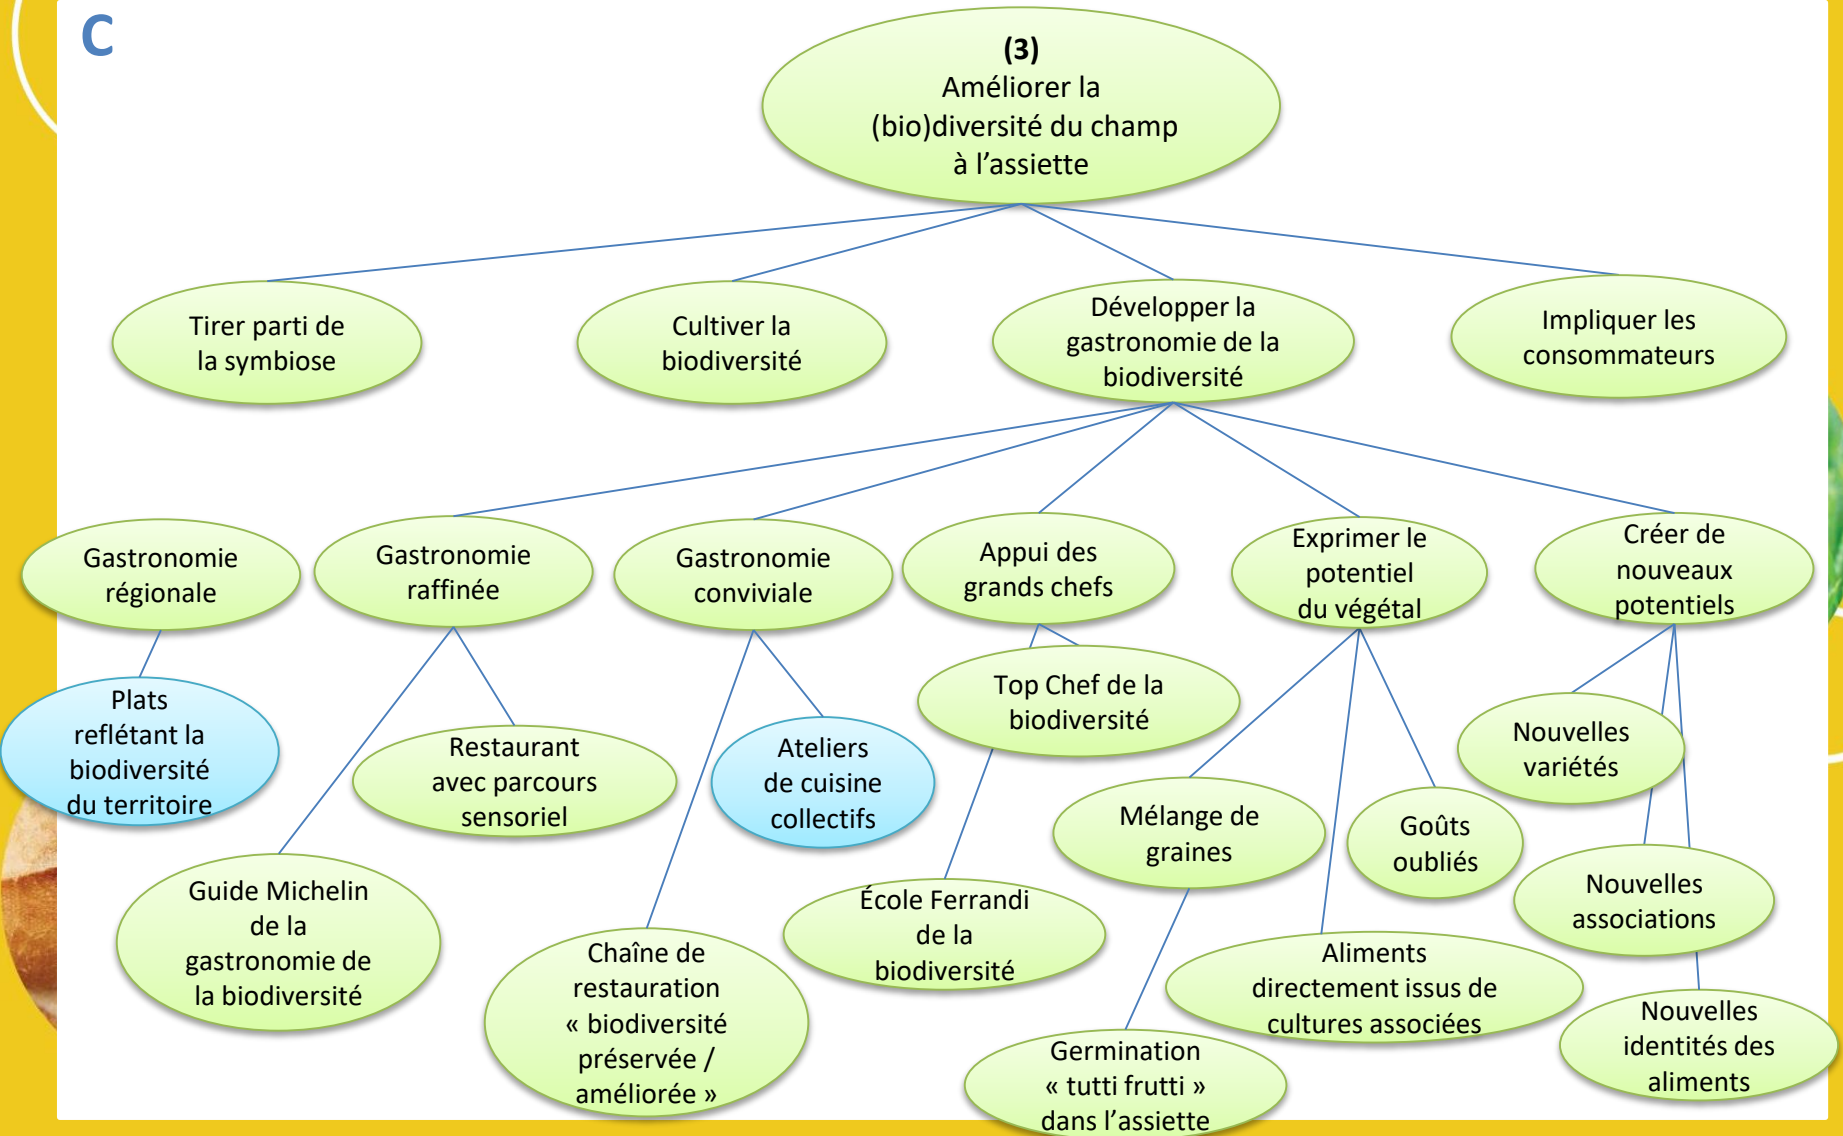 C
(3)
Améliorer la
(bio)diversité du champ
à l’assiette
Tirer parti de
la symbiose
Cultiver la
biodiversité
Développer la
gastronomie de la
biodiversité
Impliquer les
consommateurs
Gastronomie
régionale
Gastronomie
raffinée
Gastronomie
conviviale
Appui des
grands chefs
Exprimer le
potentiel
du végétal
Créer de
nouveaux
potentiels
Plats
reflétant la
biodiversité
du territoire
Restaurant
avec parcours
sensoriel
Ateliers
de cuisine
collectifs
Top Chef de la
biodiversité
Mélange de
graines
Goûts
oubliés
Nouvelles
variétés
Guide Michelin
de la
gastronomie de
la biodiversité
Chaîne de
restauration
« biodiversité
préservée /
améliorée »
École Ferrandi
de la
biodiversité
Aliments
directement issus de
cultures associées
Nouvelles
associations
Germination
« tutti frutti »
dans l’assiette
Nouvelles
identités des
aliments